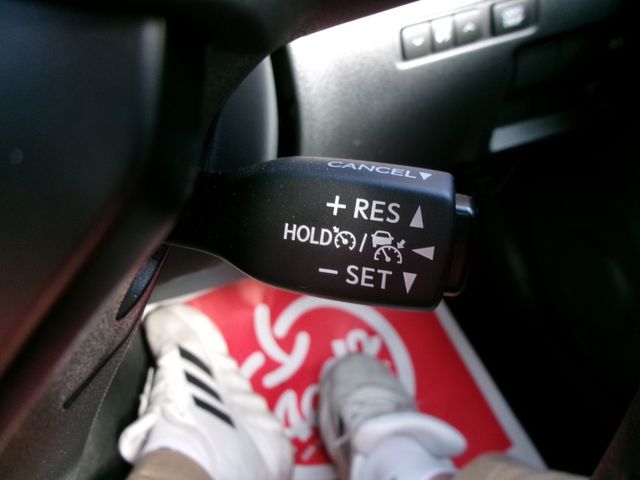 CANCEL▼
+ RES ▲
HOLD / ◀
− SET ▼